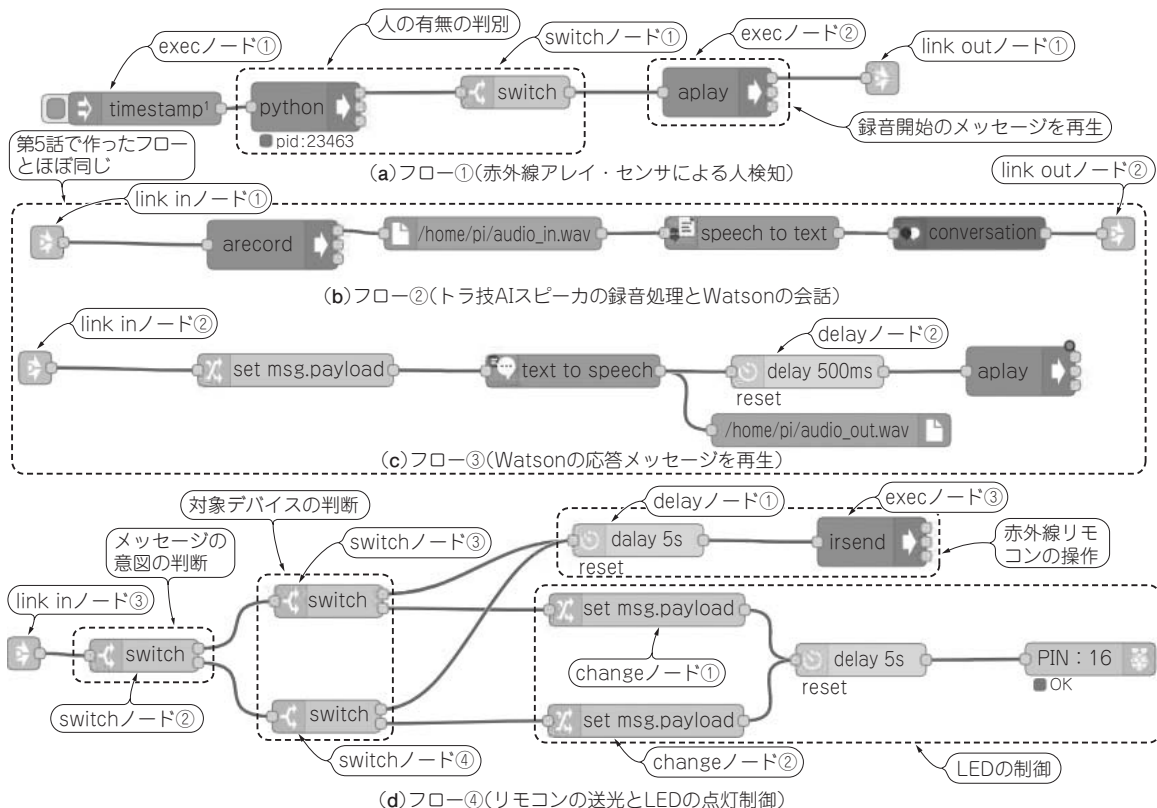 人の有無の判別
execノード①
switchノード①
execノード②
link outノード①
timestamp¹
python
switch
aplay
pid:23463
録音開始のメッセージを再生
第5話で作ったフロー
とほぼ同じ
(a)フロー①(赤外線アレイ・センサによる人検知)
link outノード②
link inノード①
arecord
/home/pi/audio_in.wav
speech to text
conversation
(b)フロー②(トラ技AIスピーカの録音処理とWatsonの会話)
link inノード②
delayノード②
set msg.payload
text to speech
delay 500ms
aplay
reset
/home/pi/audio_out.wav
(c)フロー③(Watsonの応答メッセージを再生)
対象デバイスの判断
delayノード①
execノード③
メッセージの
意図の判断
switchノード③
dalay 5s
irsend
赤外線リモ
コンの操作
reset
link inノード③
switch
set msg.payload
switch
changeノード①
delay 5s
PIN：16
reset
OK
switchノード②
switch
set msg.payload
switchノード④
changeノード②
LEDの制御
(d)フロー④(リモコンの送光とLEDの点灯制御)